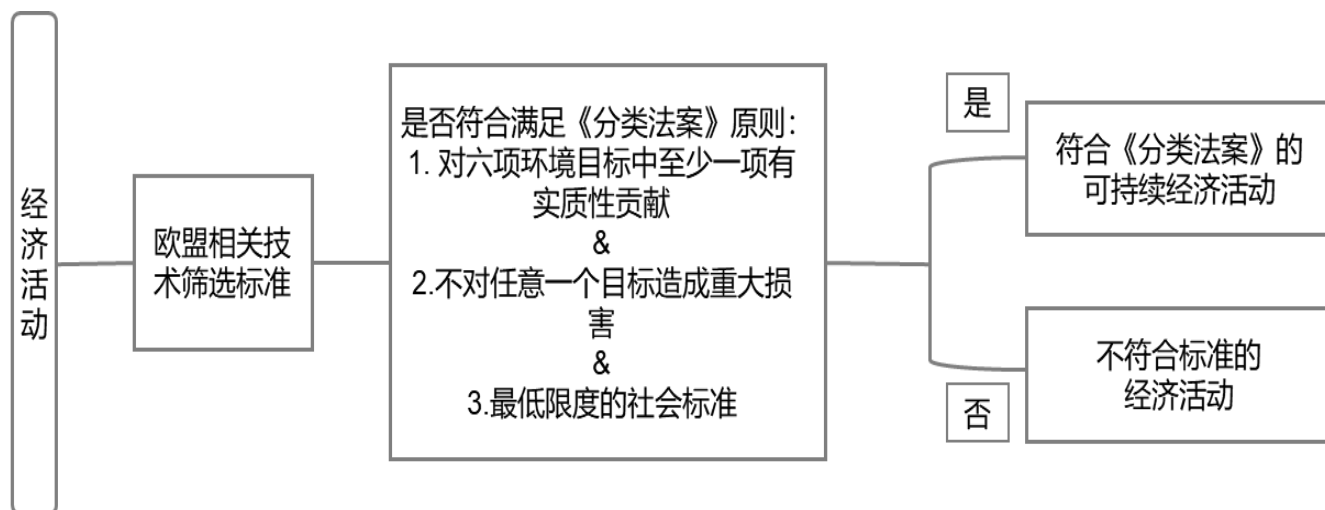 经济活动
欧盟相关技
术筛选标准
是否符合满足《分类法案》原则：
1. 对六项环境目标中至少一项有
实质性贡献
&
2.不对任意一个目标造成重大损
害
&
3.最低限度的社会标准
是
符合《分类法案》的
可持续经济活动
不符合标准的
经济活动
否